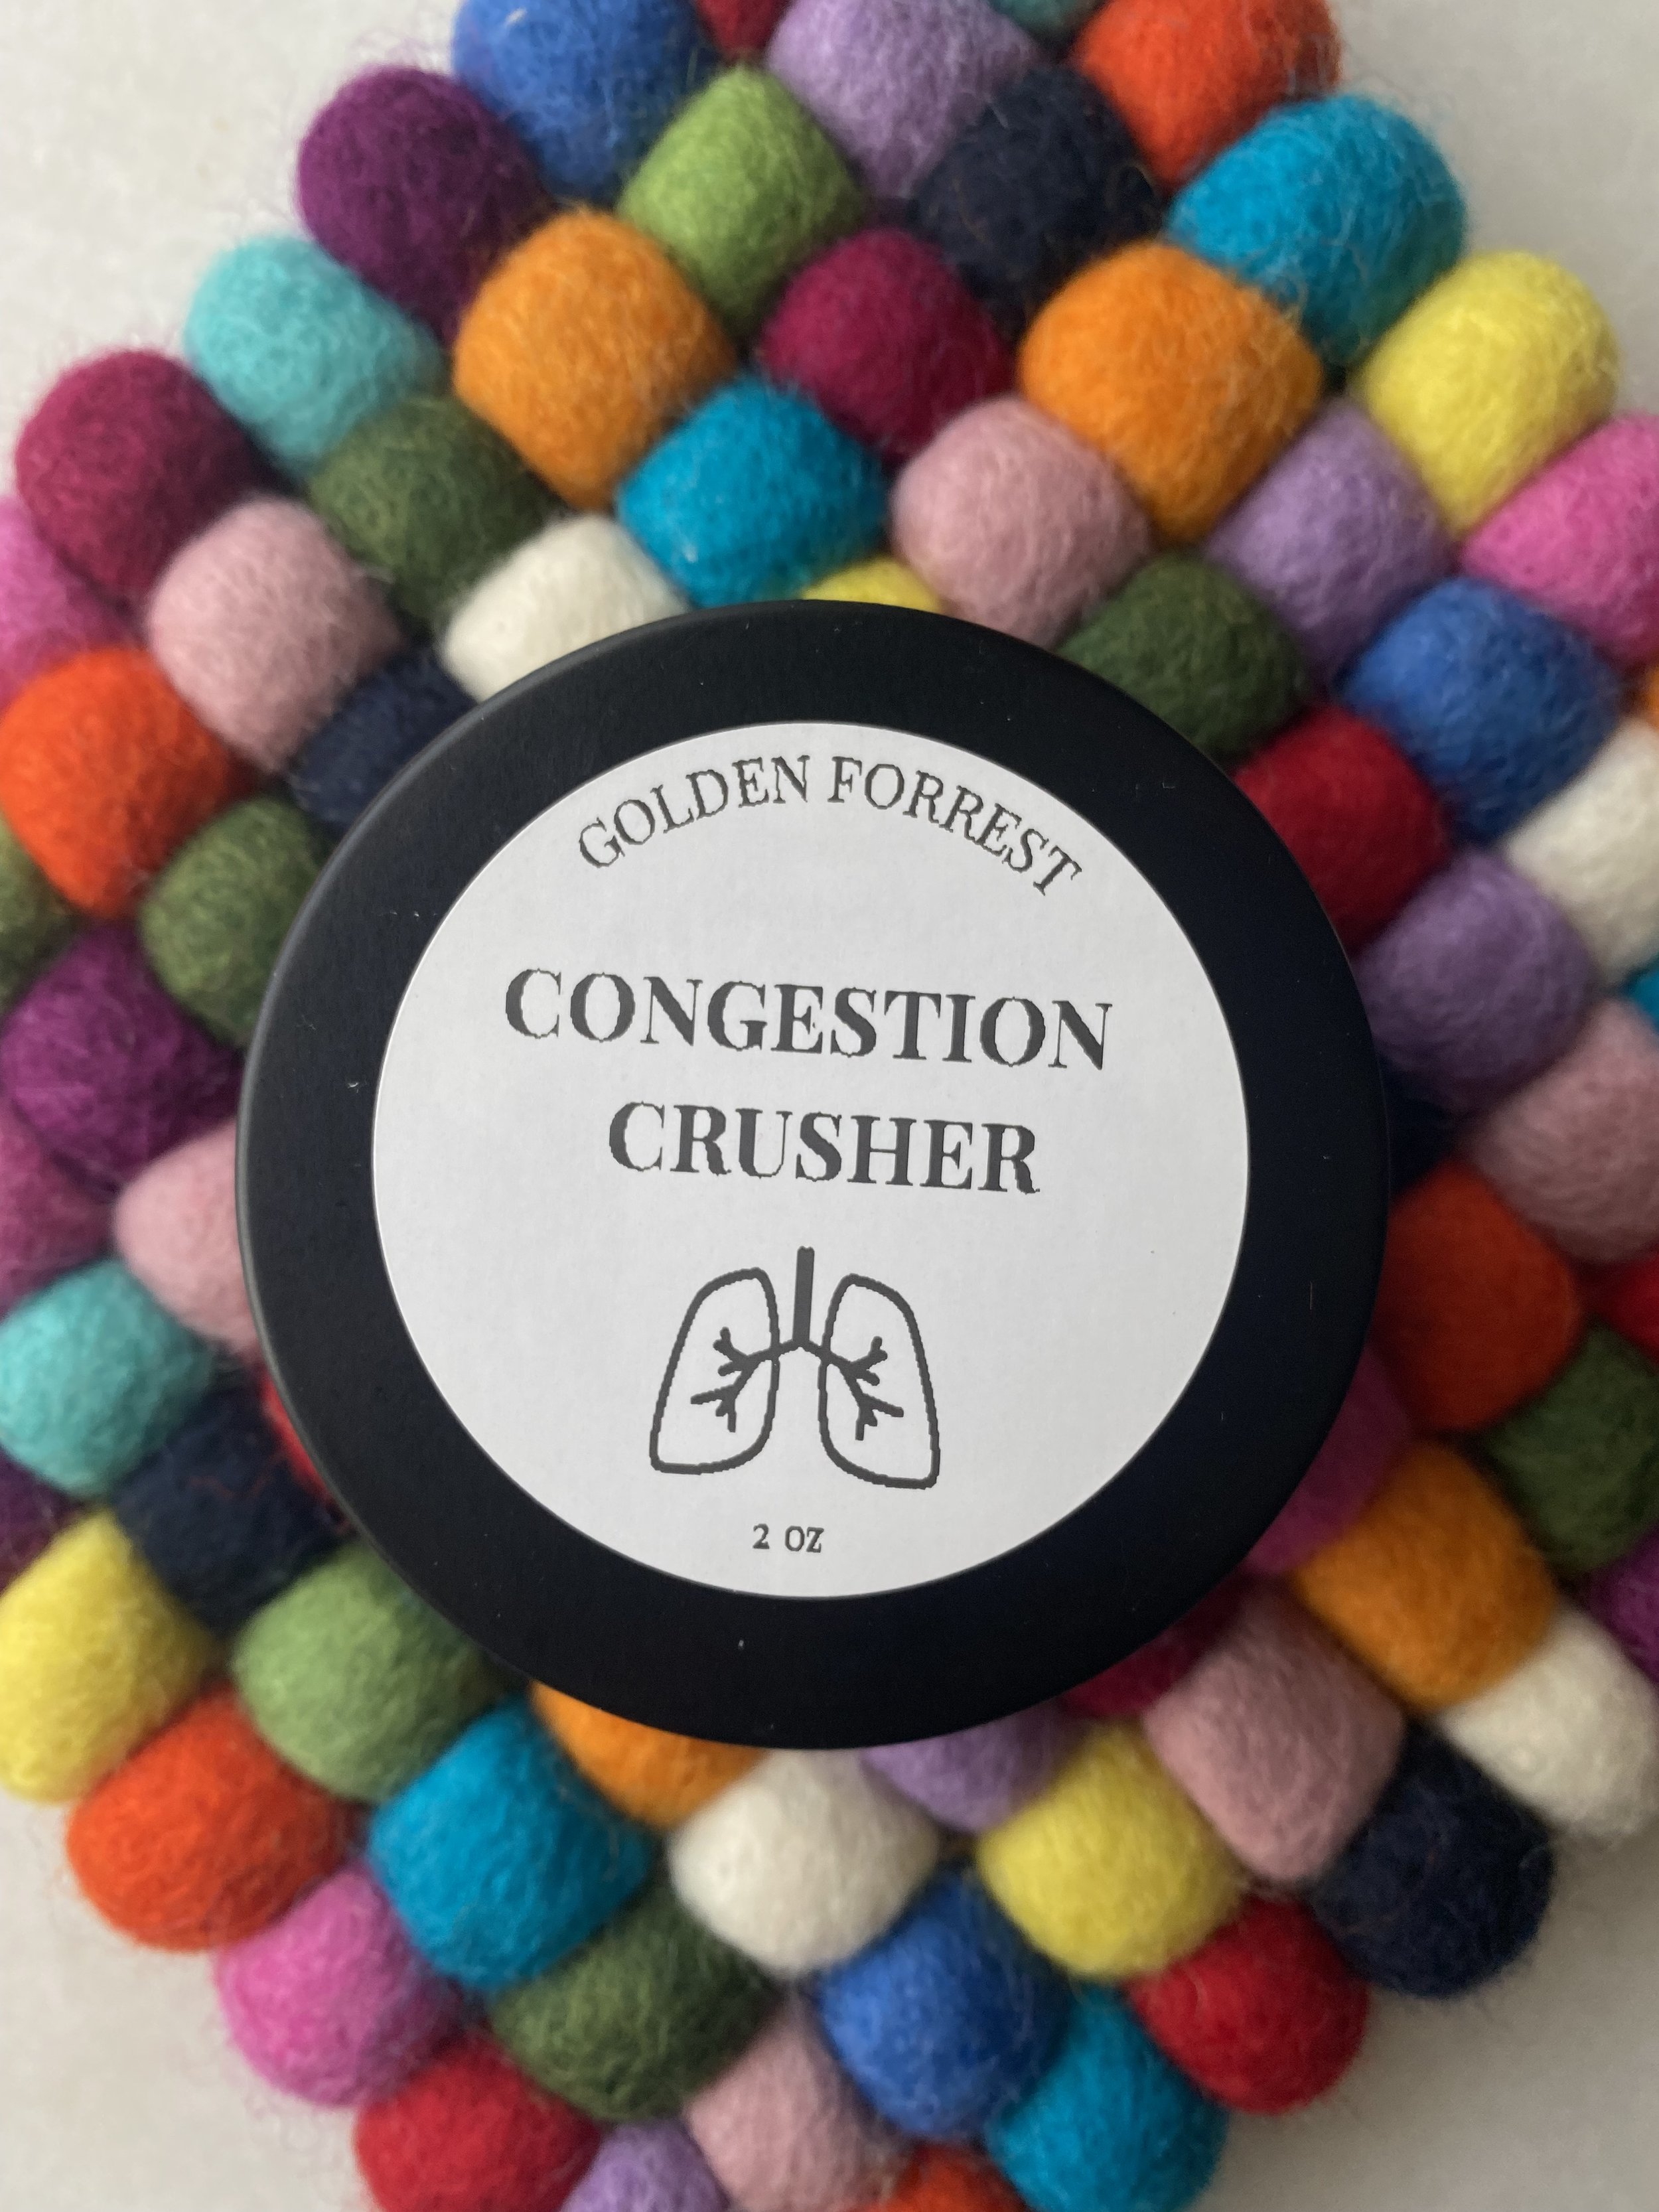 GOLDEN FORREST
CONGESTION
CRUSHER
2 OZ